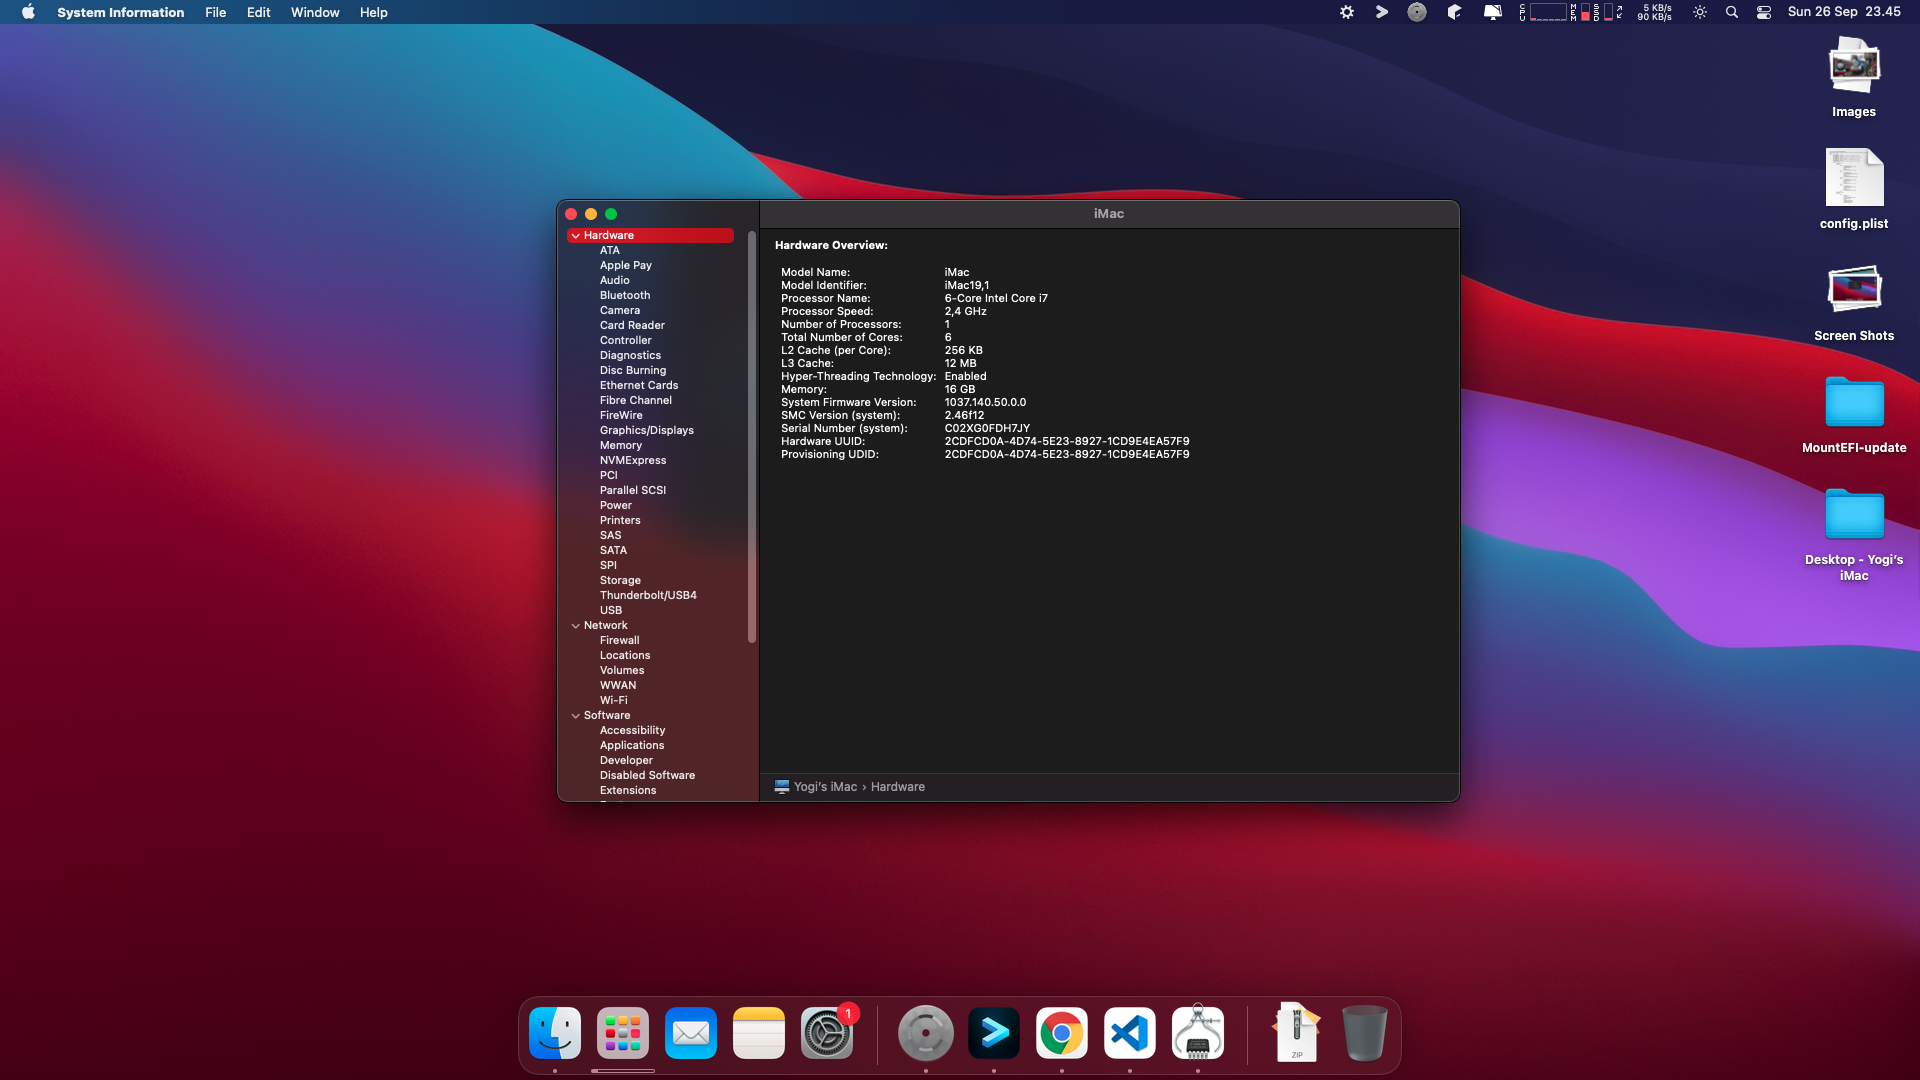 System Information File Edit Window Help
CPU MEM SSD 5 KB/s 90 KB/s Sun 26 Sep 23.45
Images
config.plist
Screen Shots
MountEFI-update
Desktop - Yogi's
iMac
iMac
Hardware
ATA
Apple Pay
Audio
Bluetooth
Camera
Card Reader
Controller
Diagnostics
Disc Burning
Ethernet Cards
Fibre Channel
FireWire
Graphics/Displays
Memory
NVMExpress
PCI
Parallel SCSI
Power
Printers
SAS
SATA
SPI
Storage
Thunderbolt/USB4
USB
Network
Firewall
Locations
Volumes
WWAN
Wi-Fi
Software
Accessibility
Applications
Developer
Disabled Software
Extensions
Hardware Overview:
Model Name: iMac
Model Identifier: iMac19,1
Processor Name: 6-Core Intel Core i7
Processor Speed: 2,4 GHz
Number of Processors: 1
Total Number of Cores: 6
L2 Cache (per Core): 256 KB
L3 Cache: 12 MB
Hyper-Threading Technology: Enabled
Memory: 16 GB
System Firmware Version: 1037.140.50.0.0
SMC Version (system): 2.46f12
Serial Number (system): C02XG0FDH7JY
Hardware UUID: 2CDFCD0A-4D74-5E23-8927-1CD9E4EA57F9
Provisioning UDID: 2CDFCD0A-4D74-5E23-8927-1CD9E4EA57F9
Yogi's iMac › Hardware
1
ZIP